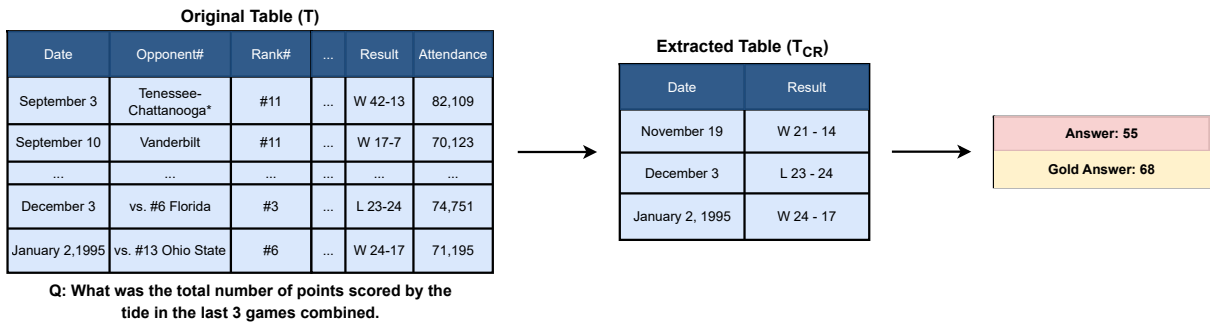 Original Table (T)
Date Opponent# Rank# ... Result Attendance
September 3 Tenessee-
Chattanooga* #11 ... W 42-13 82,109
September 10 Vanderbilt #11 ... W 17-7 70,123
... ... ... ... ... ...
December 3 vs. #6 Florida #3 ... L 23-24 74,751
January 2,1995 vs. #13 Ohio State #6 ... W 24-17 71,195
Q: What was the total number of points scored by the
tide in the last 3 games combined.
Extracted Table (TCR)
Date Result
November 19 W 21 - 14
December 3 L 23 - 24
January 2, 1995 W 24 - 17
Answer: 55
Gold Answer: 68